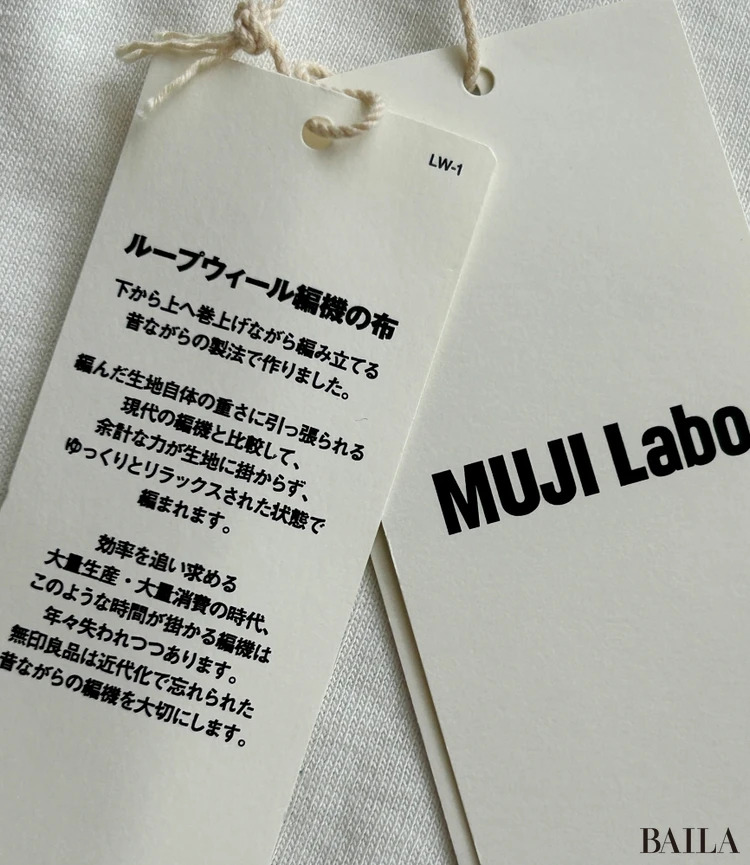 LW-1
ループウィール編機の布
下から上へ巻上げながら編み立てる
昔ながらの製法で作りました。
編んだ生地自体の重さに引っ張られる
現代の編機と比較して、
余計な力が生地に掛からず、
ゆっくりとリラックスされた状態で
編まれます。
効率を追い求める
大量生産・大量消費の時代、
このような時間が掛かる編機は
年々失われつつあります。
無印良品は近代化で忘れられた
昔ながらの編機を大切にします。
MUJI Labo
BAILA